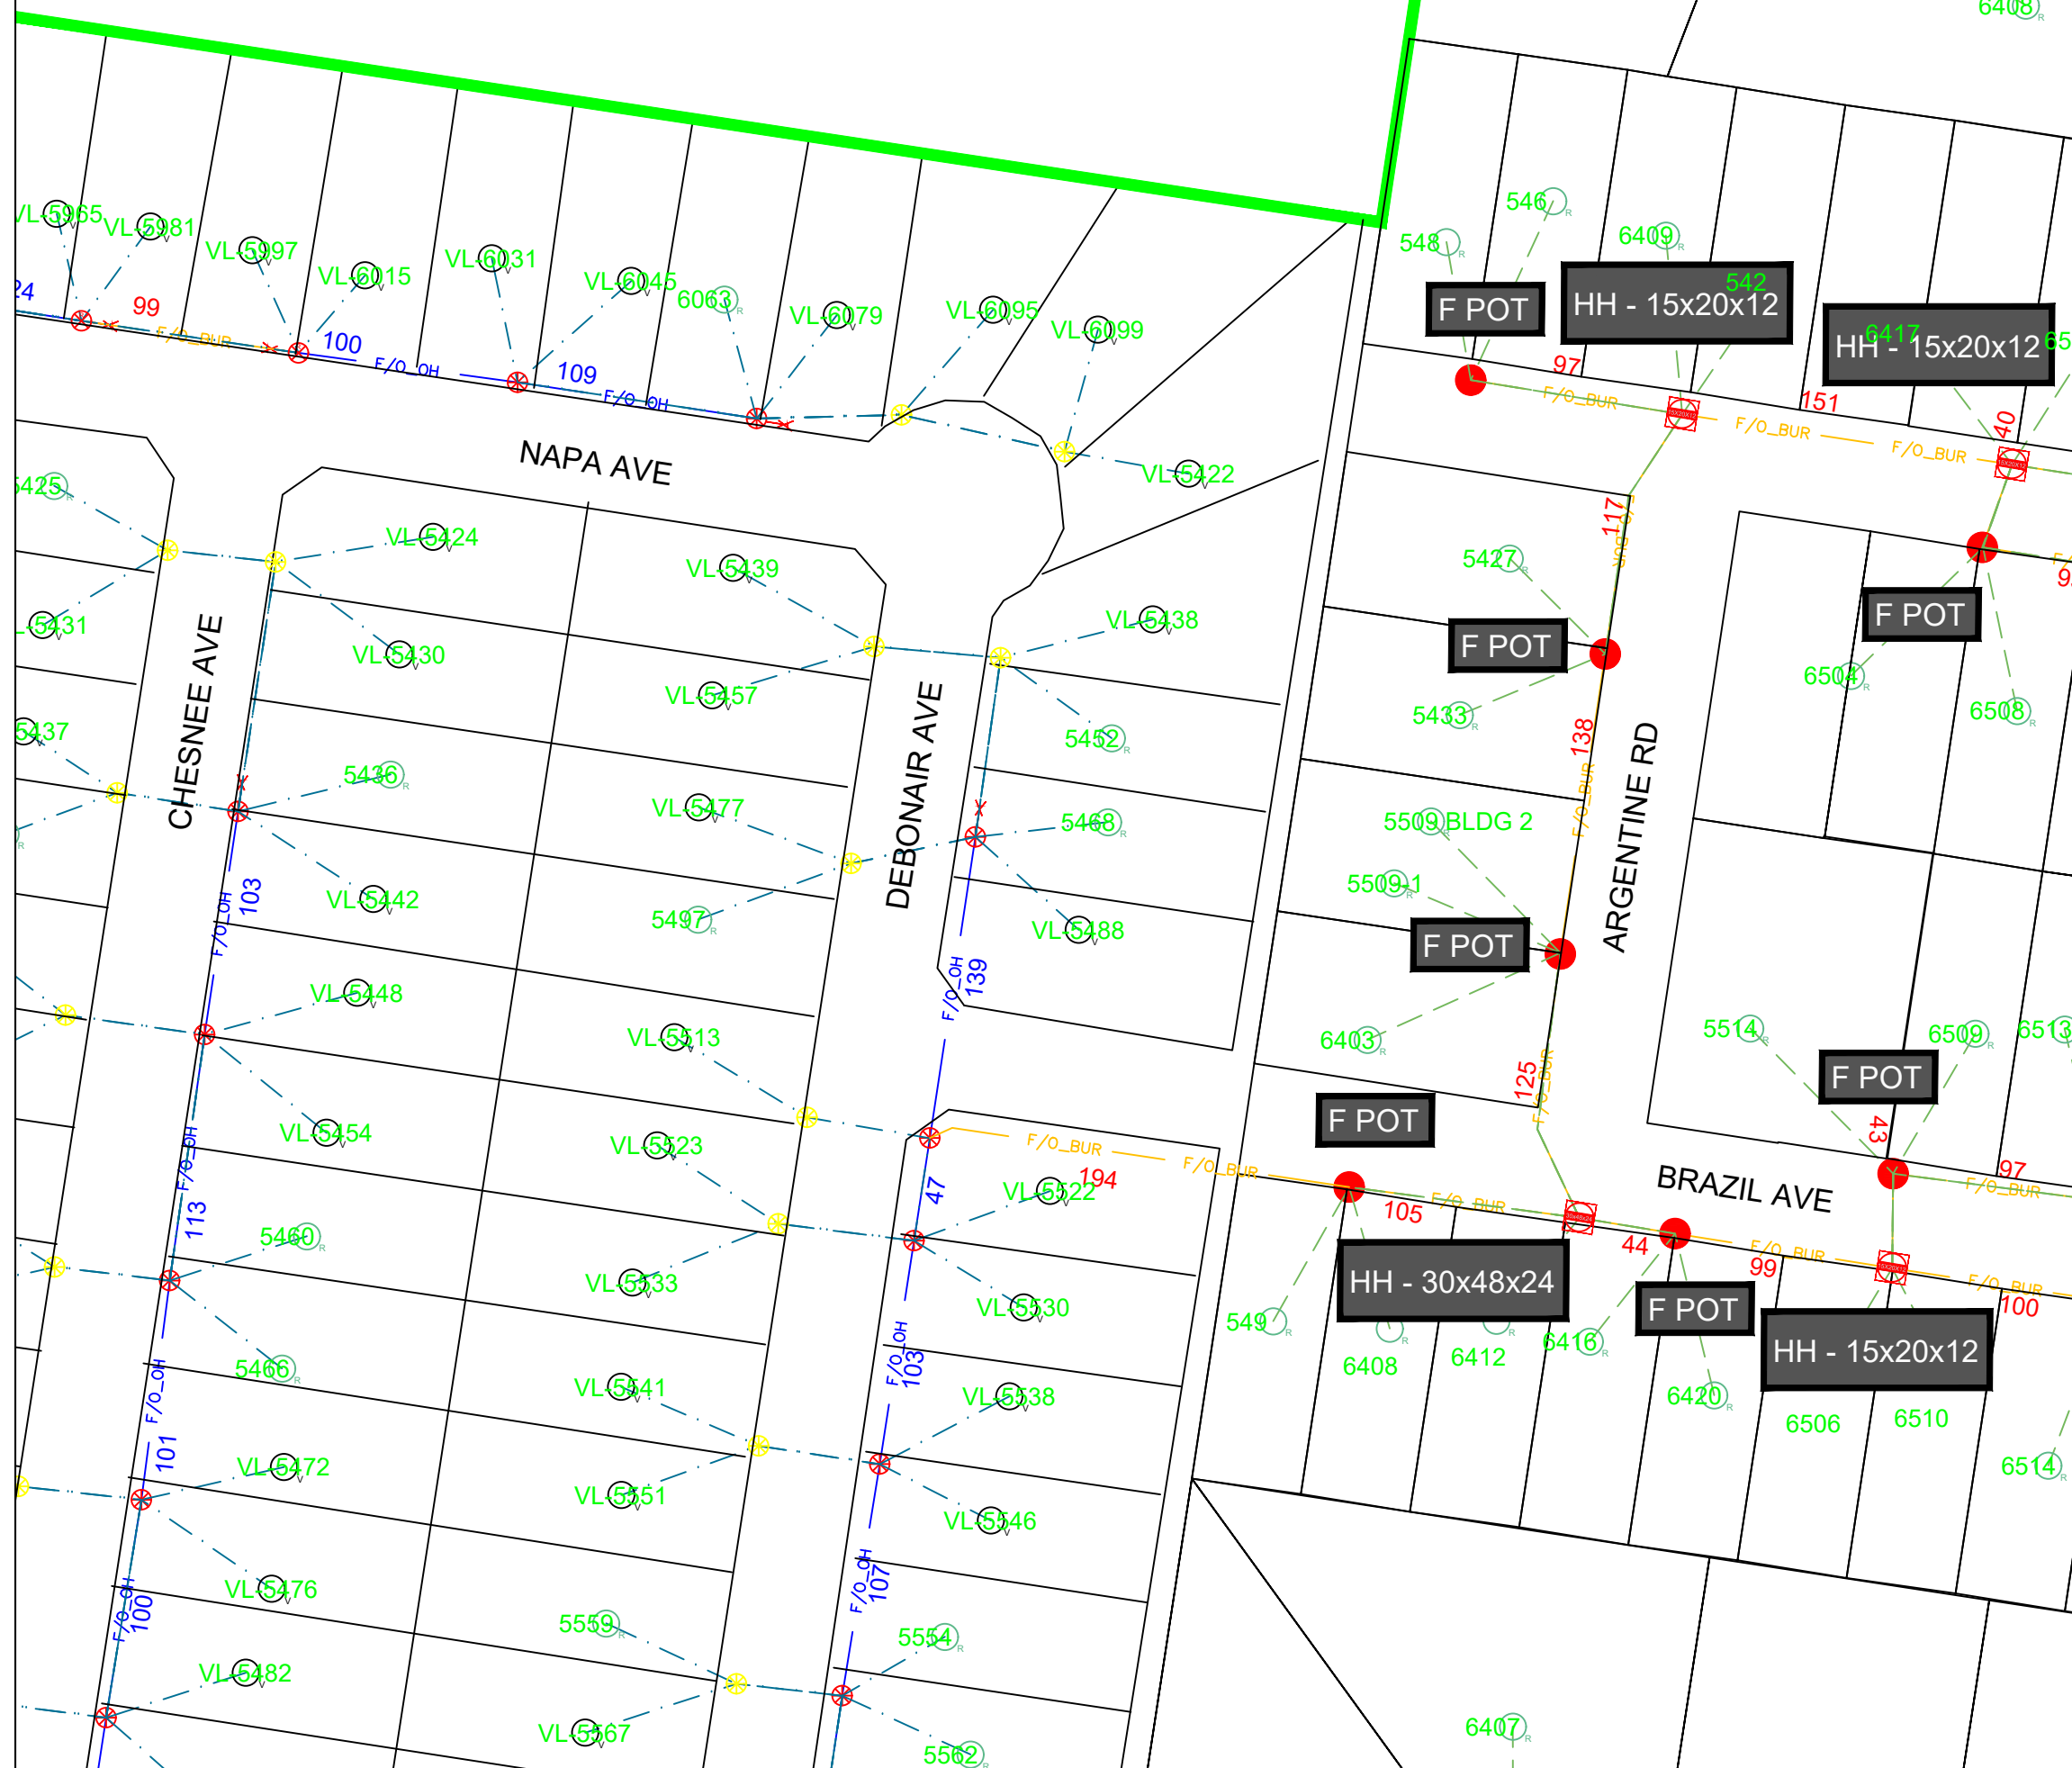 6408
VL-5965
VL-5981
VL-5997
VL-6015
VL-6031
VL-6045
6063
VL-6079
VL-6095
VL-6099
VL-5422
24
99
F/O_BUR
100
F/O_OH
109
F/O_OH
NAPA AVE
548
546
6409
542
6417
F POT
HH - 15x20x12
HH - 15x20x12
97
F/O_BUR
151
F/O_BUR
F/O_BUR
40
15X20X12
15X20X12
5425
VL-5424
VL-5439
VL-5438
5431
VL-5430
VL-5457
5452
5437
5436
VL-5477
5468
CHESNEE AVE
DEBONAIR AVE
VL-5442
5497
VL-5488
103
F/O_OH
139
F/O_OH
VL-5448
VL-5513
VL-5454
VL-5523
VL-5522
113
F/O_OH
47
F/O_BUR
194
F/O_BUR
5460
VL-5533
VL-5530
5466
VL-5541
VL-5538
101
F/O_OH
103
F/O_OH
VL-5472
VL-5551
VL-5546
VL-5476
5559
5554
100
F/O_OH
107
F/O_OH
VL-5482
VL-5567
5562
117
F/O_BUR
5427
F POT
5433
138
F/O_BUR
ARGENTINE RD
5509 BLDG 2
5509-1
F POT
6403
125
F/O_BUR
F POT
6504
6508
F POT
5514
6509
6513
F POT
43
BRAZIL AVE
97
F/O_BUR
F POT
105
F/O_BUR
44
F/O_BUR
99
15X20X12
F/O_BUR
100
HH - 30x48x24
F POT
HH - 15x20x12
549
6408
6412
6416
6420
6506
6510
6514
6407